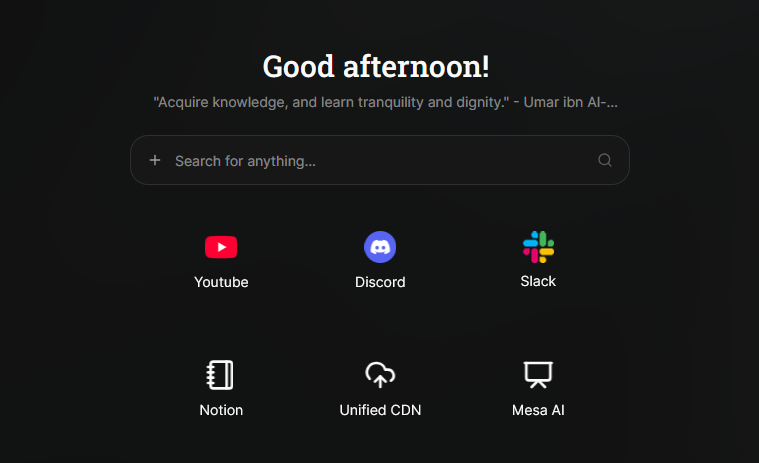 Good afternoon!
"Acquire knowledge, and learn tranquility and dignity." - Umar ibn Al-...
Search for anything...
Youtube
Discord
Slack
Notion
Unified CDN
Mesa AI